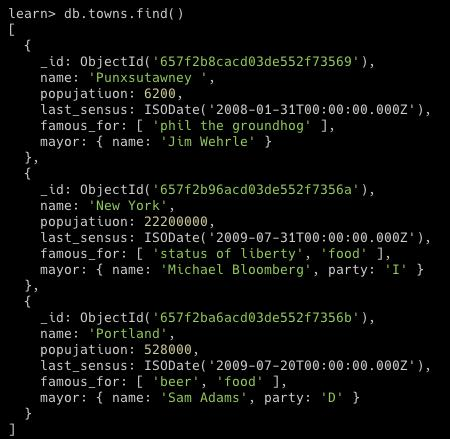 learn> db.towns.find()
[
  {
    _id: ObjectId('657f2b8cacd03de552f73569'),
    name: 'Punxsutawney ',
    popujatiuon: 6200,
    last_sensus: ISODate('2008-01-31T00:00:00.000Z'),
    famous_for: [ 'phil the groundhog' ],
    mayor: { name: 'Jim Wehrle' }
  },
  {
    _id: ObjectId('657f2b96acd03de552f7356a'),
    name: 'New York',
    popujatiuon: 22200000,
    last_sensus: ISODate('2009-07-31T00:00:00.000Z'),
    famous_for: [ 'status of liberty', 'food' ],
    mayor: { name: 'Michael Bloomberg', party: 'I' }
  },
  {
    _id: ObjectId('657f2ba6acd03de552f7356b'),
    name: 'Portland',
    popujatiuon: 528000,
    last_sensus: ISODate('2009-07-20T00:00:00.000Z'),
    famous_for: [ 'beer', 'food' ],
    mayor: { name: 'Sam Adams', party: 'D' }
  }
]